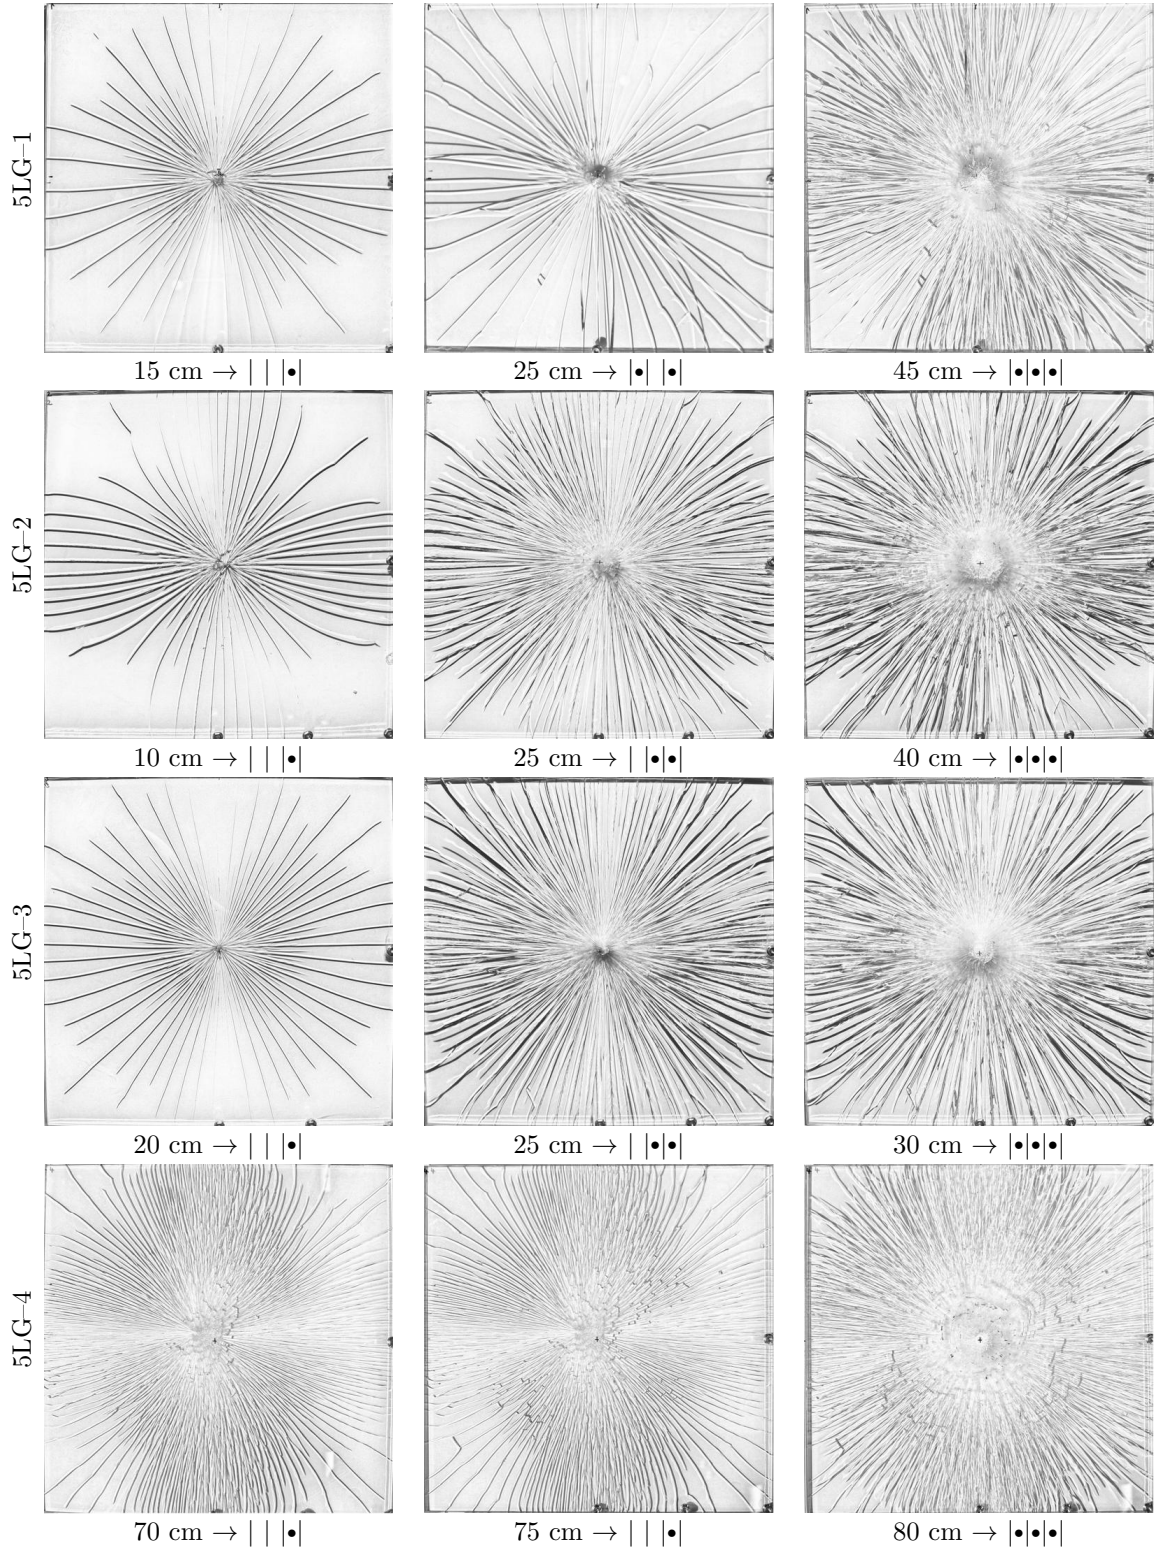 5LG–1
15 cm → | | |•|
25 cm → |•| |•|
45 cm → |•|•|•|
5LG–2
10 cm → | | |•|
25 cm → | |•|•|
40 cm → |•|•|•|
5LG–3
20 cm → | | |•|
25 cm → | |•|•|
30 cm → |•|•|•|
5LG–4
70 cm → | | |•|
75 cm → | | |•|
80 cm → |•|•|•|